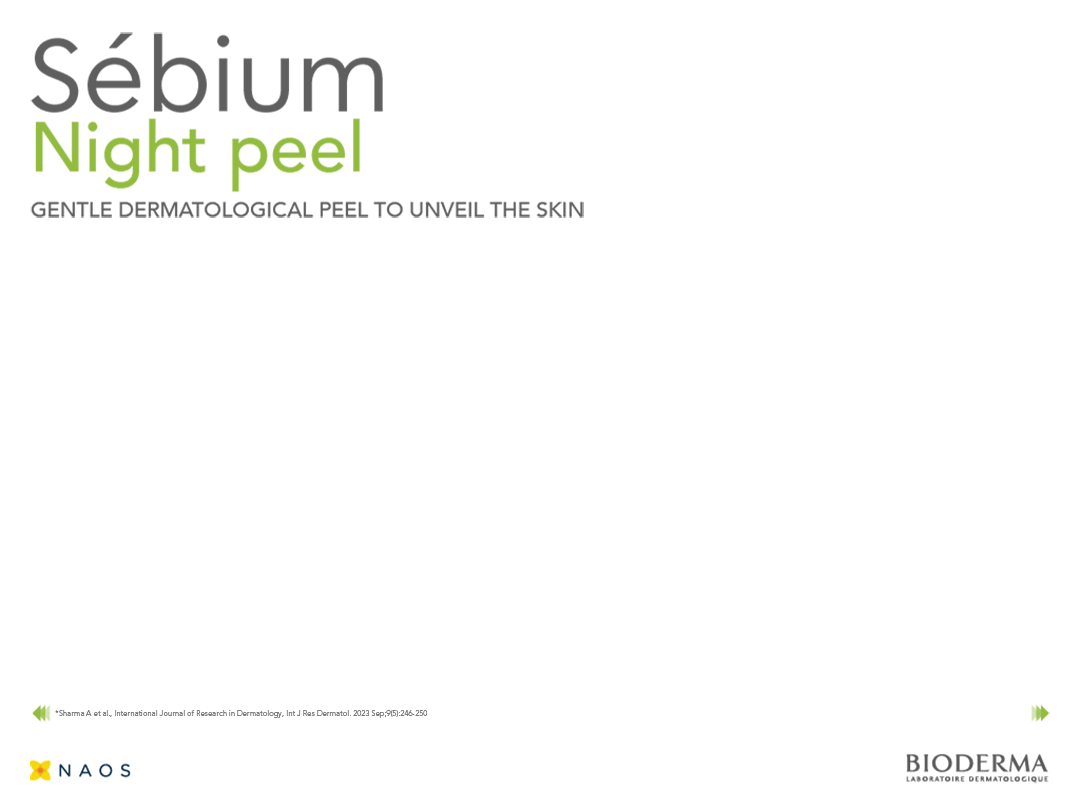 Sébium
Night peel
GENTLE DERMATOLOGICAL PEEL TO UNVEIL THE SKIN
*Sharma A et al., International Journal of Research in Dermatology, Int J Res Dermatol. 2023 Sep;9(5):246-250
NAOS
BIODERMA
LABORATOIRE DERMATOLOGIQUE